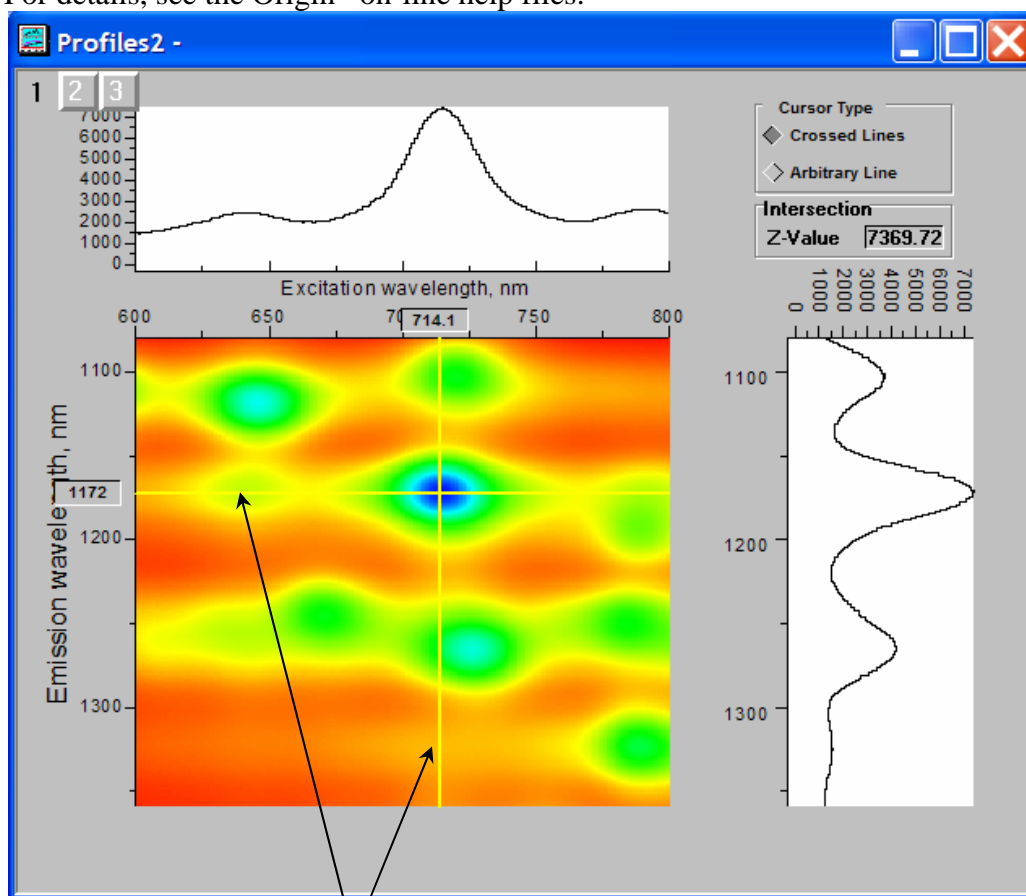 For details, see the Origin® on-line help files.
Profiles2 -
1 2 3
7000
6000
5000
4000
3000
2000
1000
0
Excitation wavelength, nm
600 650 70 714.1 750 800
Cursor Type
Crossed Lines
Arbitrary Line
Intersection
Z-Value 7369.72
0 1000 2000 3000 4000 5000 6000 7000
Emission wavelength, nm
1100
1172
1200
1300
1100
1200
1300